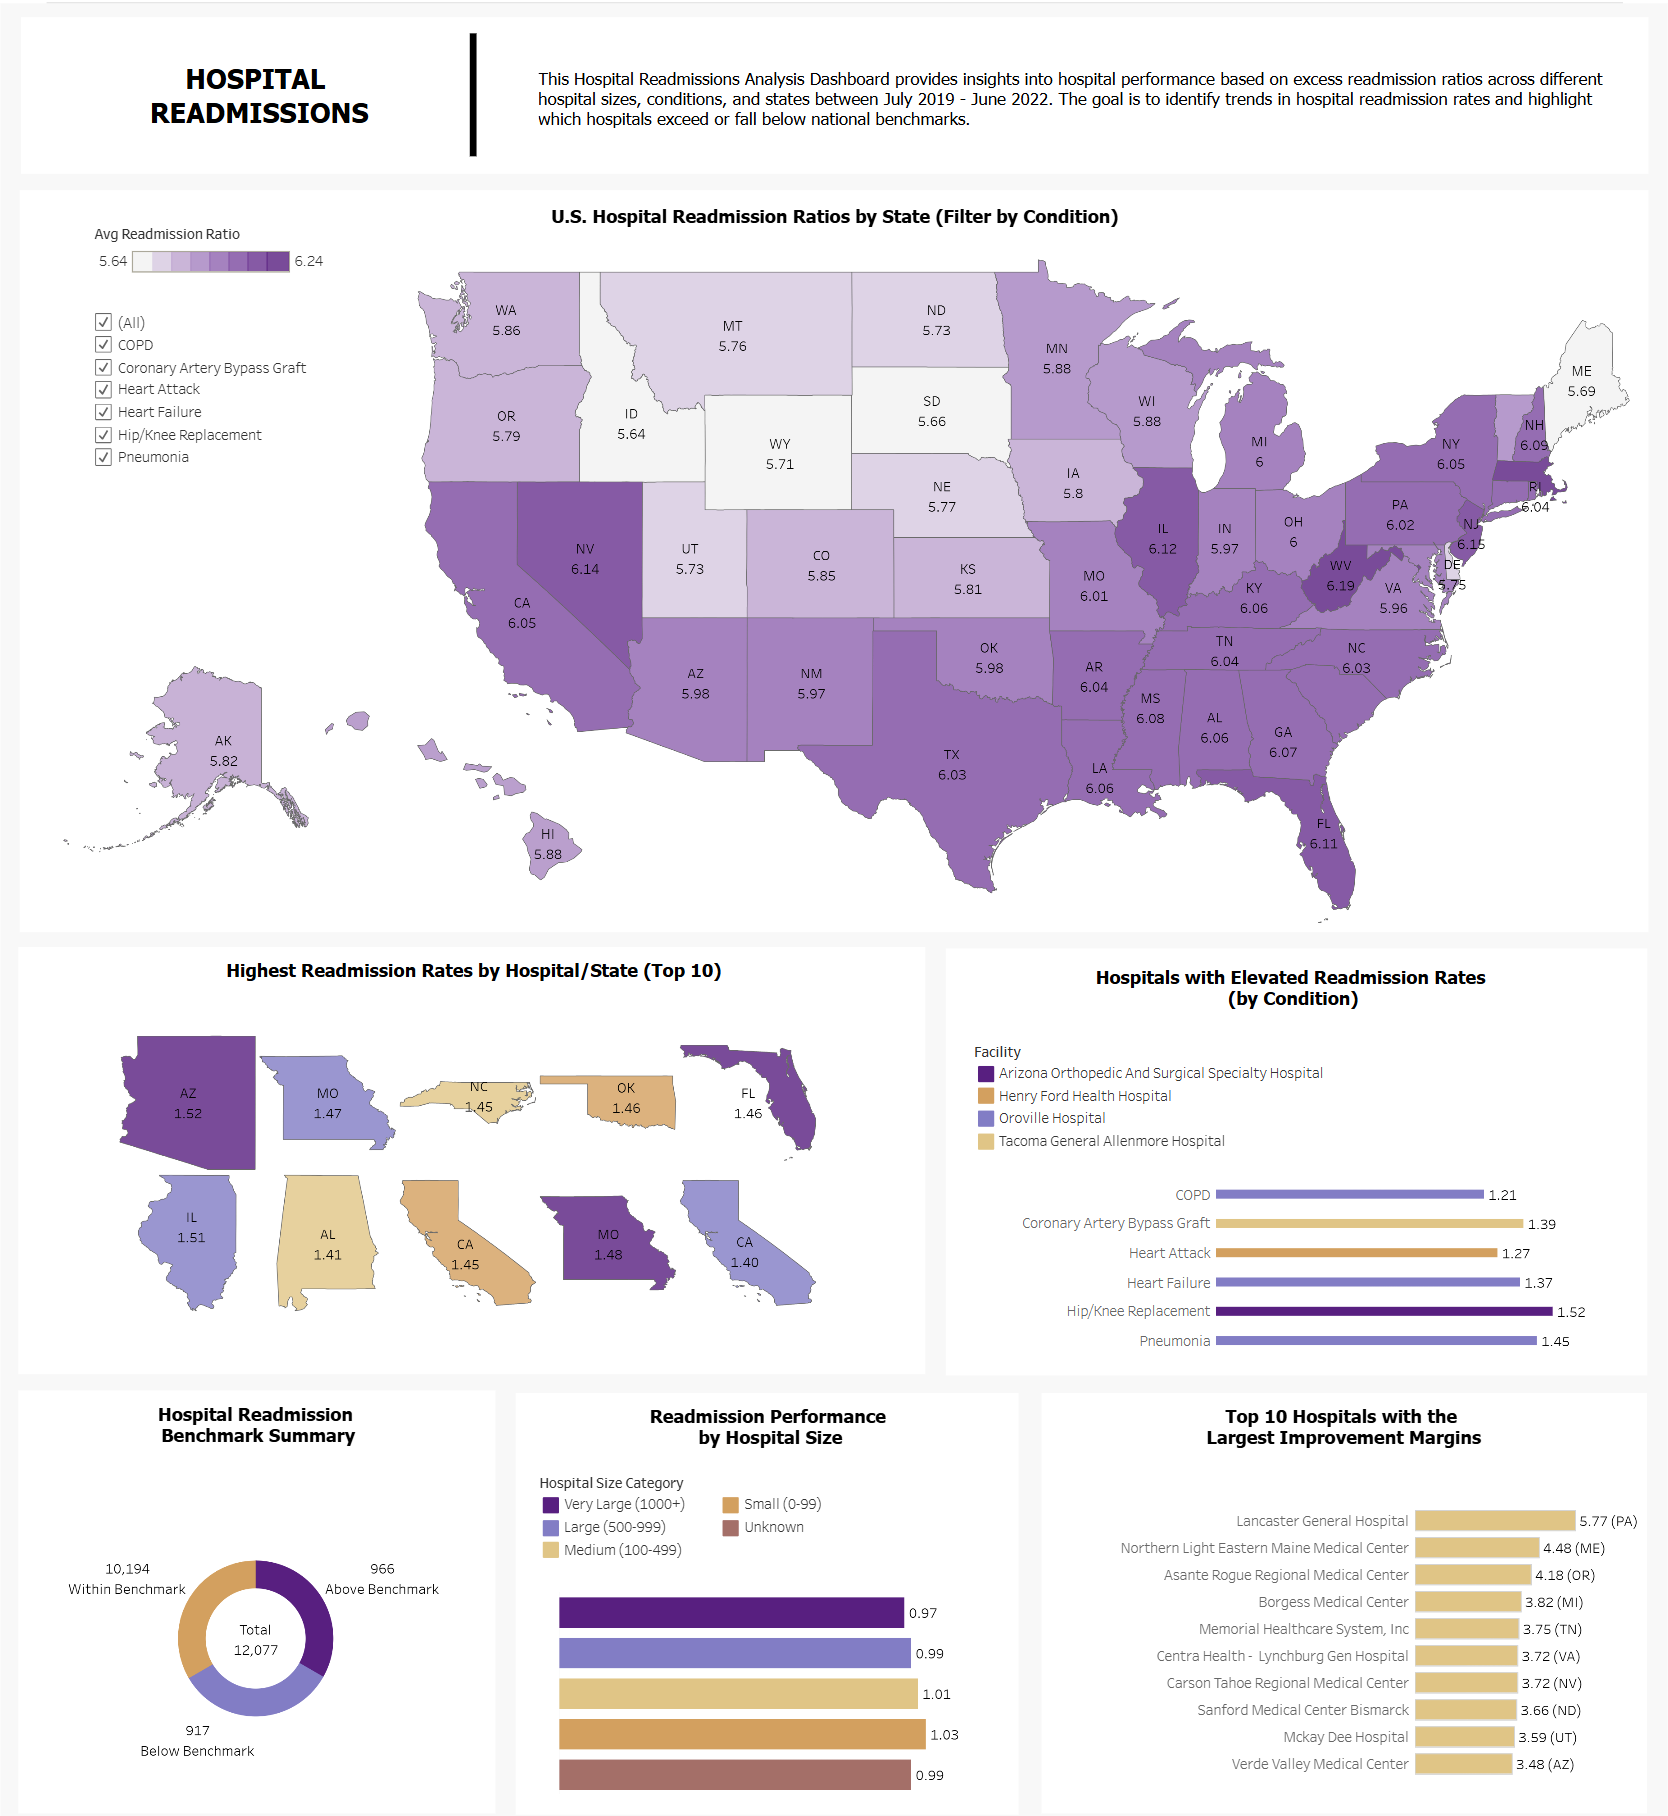 HOSPITAL
READMISSIONS
This Hospital Readmissions Analysis Dashboard provides insights into hospital performance based on excess readmission ratios across different
hospital sizes, conditions, and states between July 2019 - June 2022. The goal is to identify trends in hospital readmission rates and highlight
which hospitals exceed or fall below national benchmarks.
U.S. Hospital Readmission Ratios by State (Filter by Condition)
Avg Readmission Ratio
5.64 6.24
(All)
COPD
Coronary Artery Bypass Graft
Heart Attack
Heart Failure
Hip/Knee Replacement
Pneumonia
WA
5.86
MT
5.76
ND
5.73
MN
5.88
ME
5.69
OR
5.79
ID
5.64
WY
5.71
SD
5.66
WI
5.88
MI
6
NY
6.05
NH
6.09
NE
5.77
IA
5.8
RI
6.04
NV
6.14
UT
5.73
CO
5.85
KS
5.81
MO
6.01
IL
6.12
IN
5.97
OH
6
PA
6.02
NJ
6.15
CA
6.05
KY
6.06
WV
6.19
VA
5.96
DE
5.75
AZ
5.98
NM
5.97
OK
5.98
AR
6.04
TN
6.04
NC
6.03
TX
6.03
LA
6.06
MS
6.08
AL
6.06
GA
6.07
FL
6.11
AK
5.82
HI
5.88
Highest Readmission Rates by Hospital/State (Top 10)
AZ
1.52
MO
1.47
NC
1.45
OK
1.46
FL
1.46
IL
1.51
AL
1.41
CA
1.45
MO
1.48
CA
1.40
Hospitals with Elevated Readmission Rates
(by Condition)
Facility
Arizona Orthopedic And Surgical Specialty Hospital
Henry Ford Health Hospital
Oroville Hospital
Tacoma General Allenmore Hospital
COPD 1.21
Coronary Artery Bypass Graft 1.39
Heart Attack 1.27
Heart Failure 1.37
Hip/Knee Replacement 1.52
Pneumonia 1.45
Hospital Readmission
Benchmark Summary
10,194
Within Benchmark
966
Above Benchmark
Total
12,077
917
Below Benchmark
Readmission Performance
by Hospital Size
Hospital Size Category
Very Large (1000+)
Large (500-999)
Medium (100-499)
Small (0-99)
Unknown
0.97
0.99
1.01
1.03
0.99
Top 10 Hospitals with the
Largest Improvement Margins
Lancaster General Hospital 5.77 (PA)
Northern Light Eastern Maine Medical Center 4.48 (ME)
Asante Rogue Regional Medical Center 4.18 (OR)
Borgess Medical Center 3.82 (MI)
Memorial Healthcare System, Inc 3.75 (TN)
Centra Health - Lynchburg Gen Hospital 3.72 (VA)
Carson Tahoe Regional Medical Center 3.72 (NV)
Sanford Medical Center Bismarck 3.66 (ND)
Mckay Dee Hospital 3.59 (UT)
Verde Valley Medical Center 3.48 (AZ)